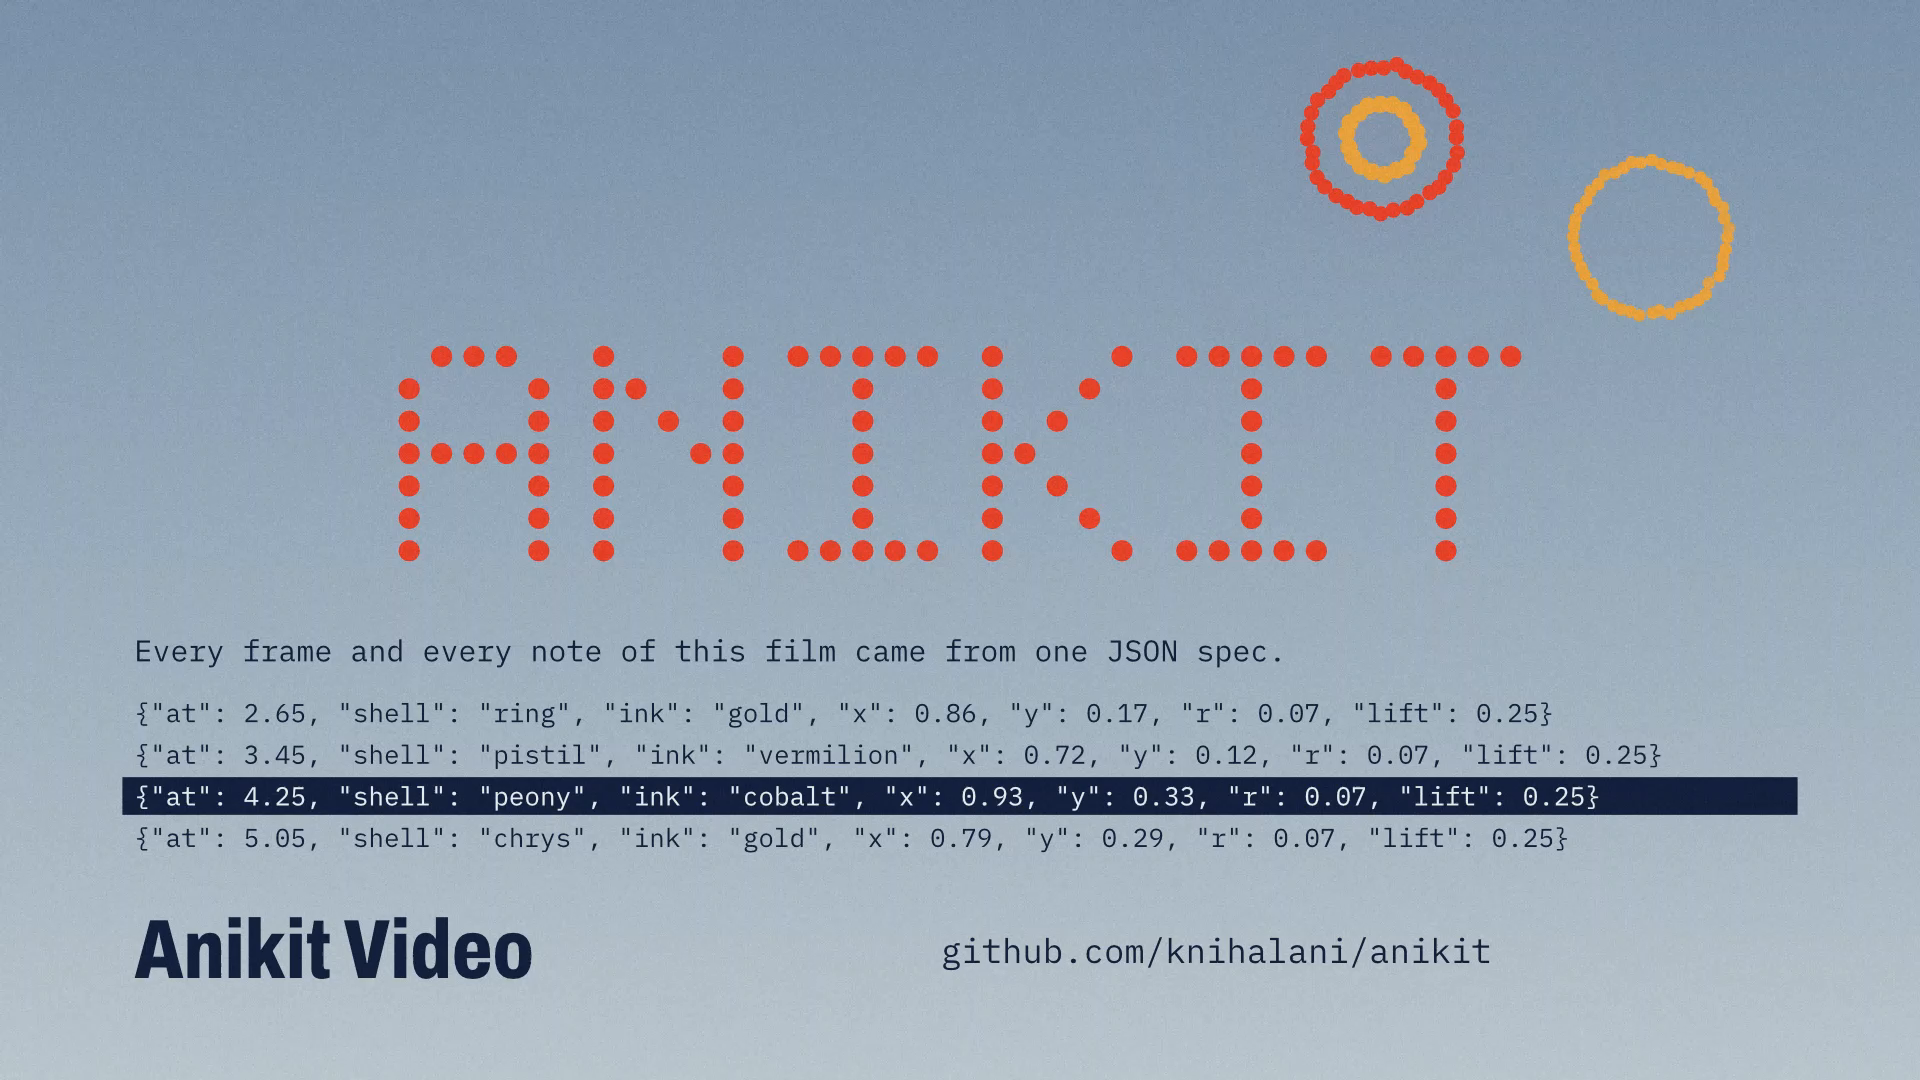 ANIKIT
Every frame and every note of this film came from one JSON spec.
{"at": 2.65, "shell": "ring", "ink": "gold", "x": 0.86, "y": 0.17, "r": 0.07, "lift": 0.25}
{"at": 3.45, "shell": "pistil", "ink": "vermilion", "x": 0.72, "y": 0.12, "r": 0.07, "lift": 0.25}
{"at": 4.25, "shell": "peony", "ink": "cobalt", "x": 0.93, "y": 0.33, "r": 0.07, "lift": 0.25}
{"at": 5.05, "shell": "chrys", "ink": "gold", "x": 0.79, "y": 0.29, "r": 0.07, "lift": 0.25}
Anikit Video
github.com/knihalani/anikit